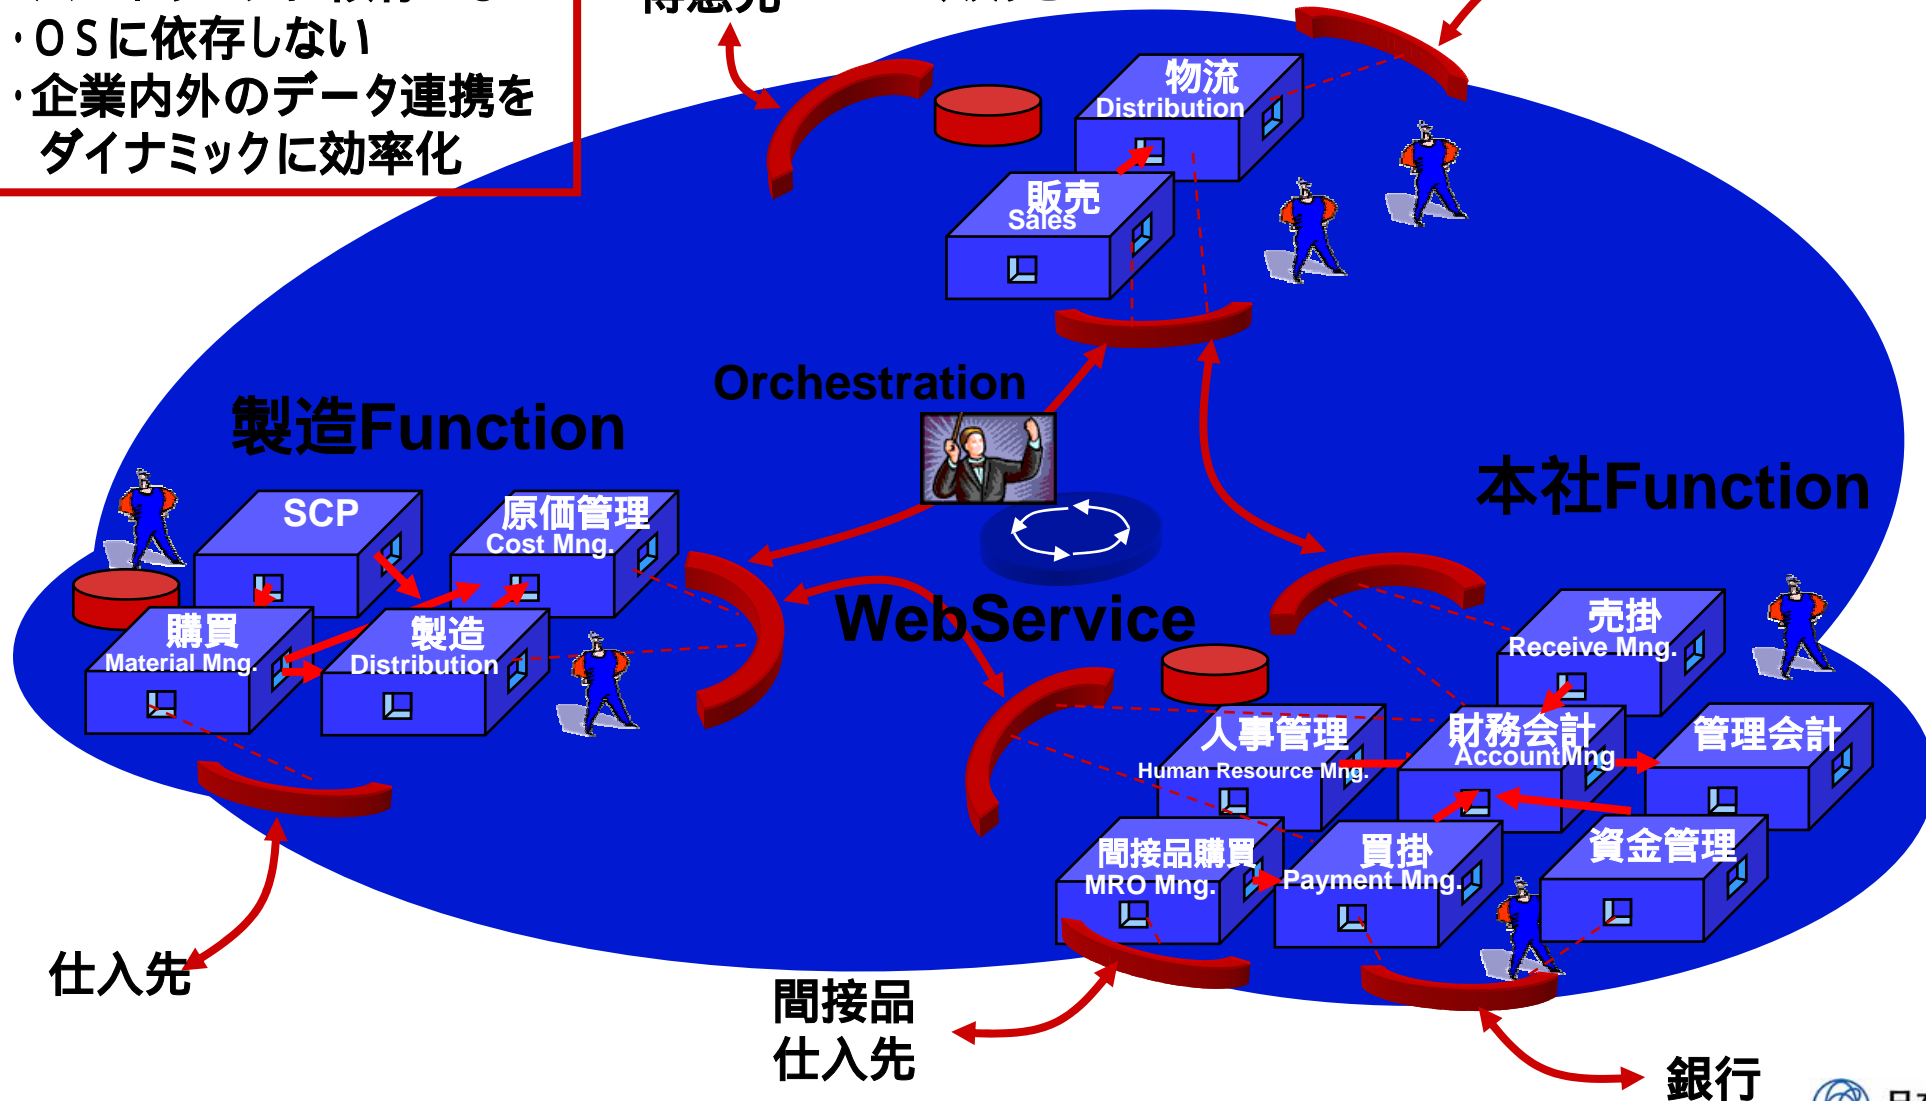 ・OSに依存しない
・企業内外のデータ連携を
ダイナミックに効率化
得意先
物流
Distribution
販売
Sales
Orchestration
製造Function
本社Function
SCP
原価管理
Cost Mng.
WebService
購買
Material Mng.
製造
Distribution
売掛
Receive Mng.
人事管理
Human Resource Mng.
財務会計
AccountMng
管理会計
間接品購買
MRO Mng.
買掛
Payment Mng.
資金管理
仕入先
間接品
仕入先
銀行